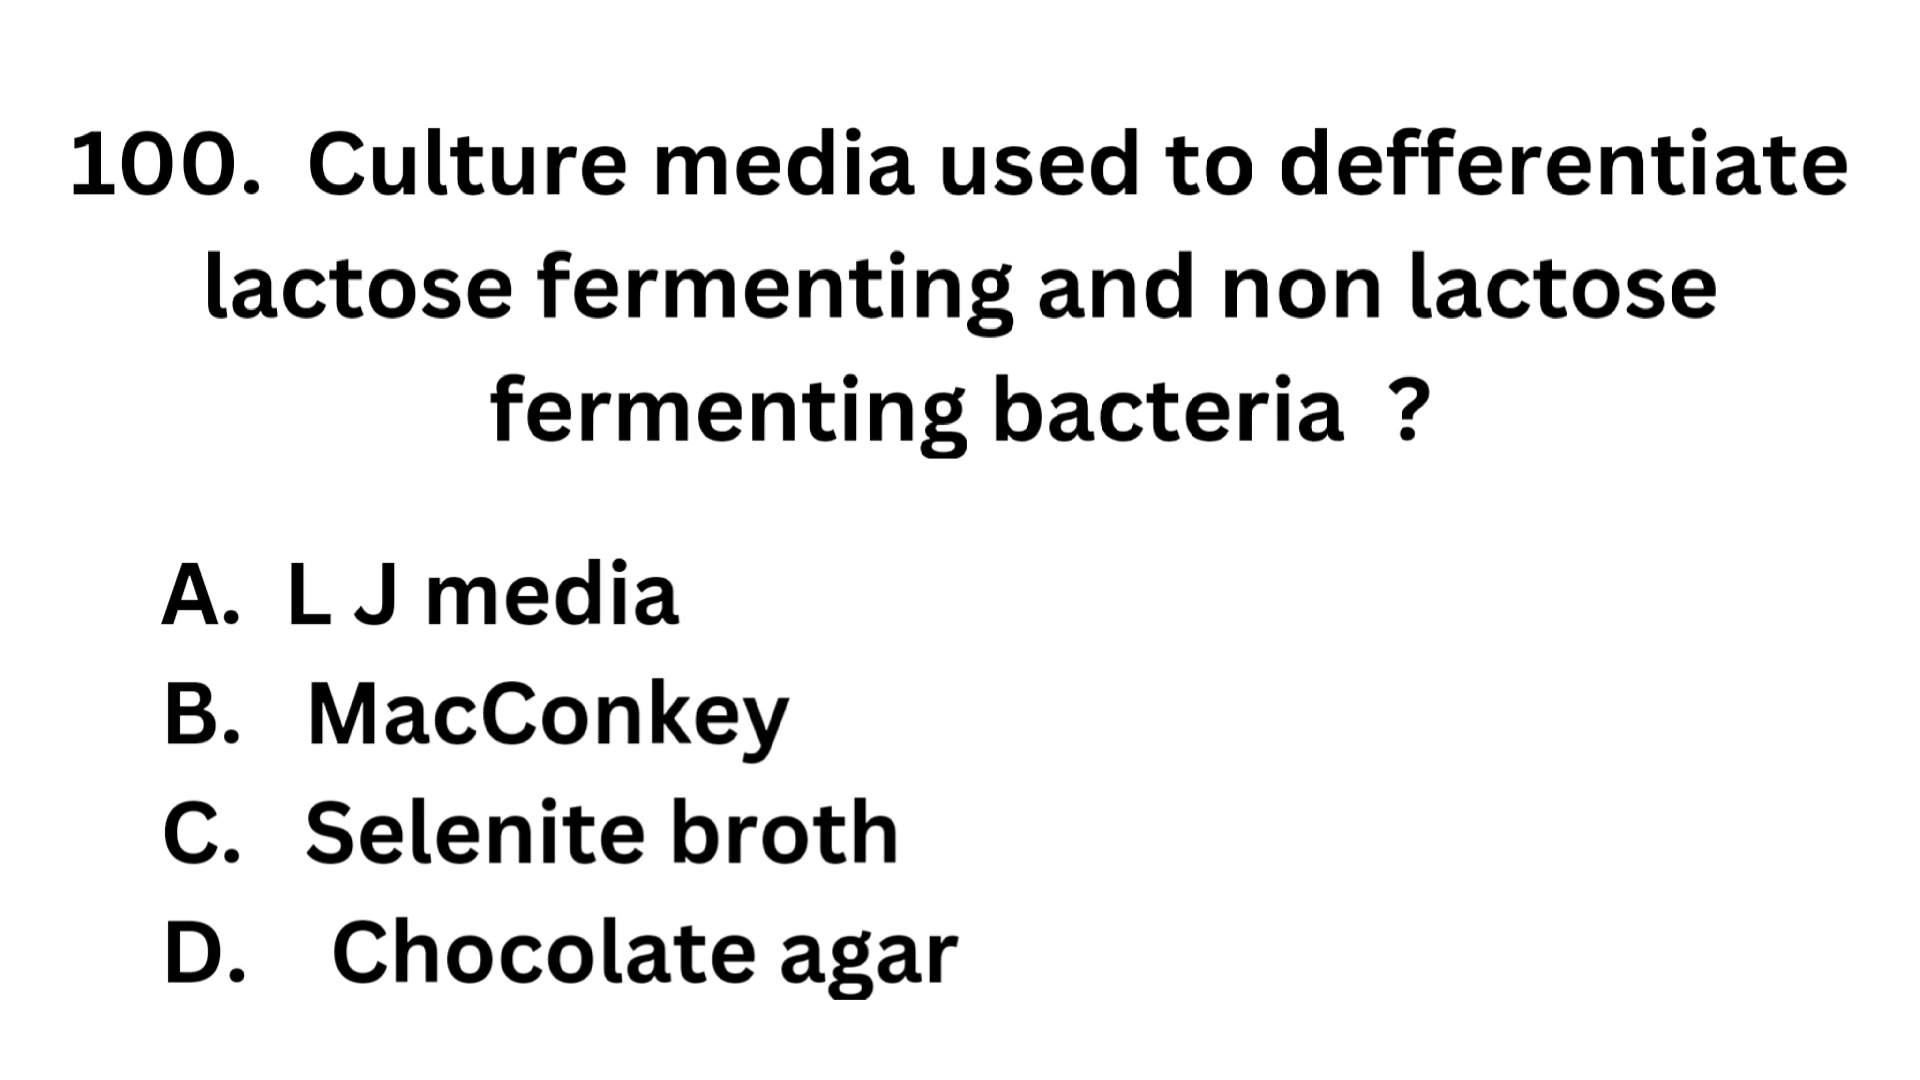 100. Culture media used to defferentiate
lactose fermenting and non lactose
fermenting bacteria ?
A. L J media
B. MacConkey
C. Selenite broth
D. Chocolate agar